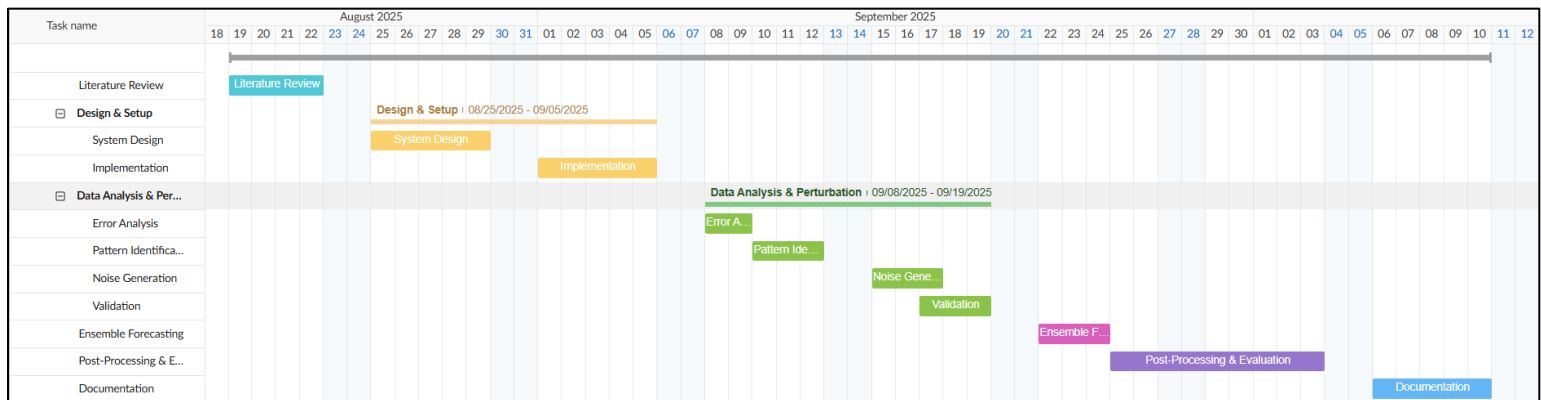 Task name
August 2025 September 2025
18 19 20 21 22 23 24 25 26 27 28 29 30 31 01 02 03 04 05 06 07 08 09 10 11 12 13 14 15 16 17 18 19 20 21 22 23 24 25 26 27 28 29 30 01 02 03 04 05 06 07 08 09 10 11 12
Literature Review Literature Review
Design & Setup Design & Setup 08/25/2025 - 09/05/2025
System Design System Design
Implementation Implementation
Data Analysis & Per... Data Analysis & Perturbation 09/08/2025 - 09/19/2025
Error Analysis Error A...
Pattern Identifica... Pattern Ide...
Noise Generation Noise Gene...
Validation Validation
Ensemble Forecasting Ensemble F...
Post-Processing & E... Post-Processing & Evaluation
Documentation Documentation